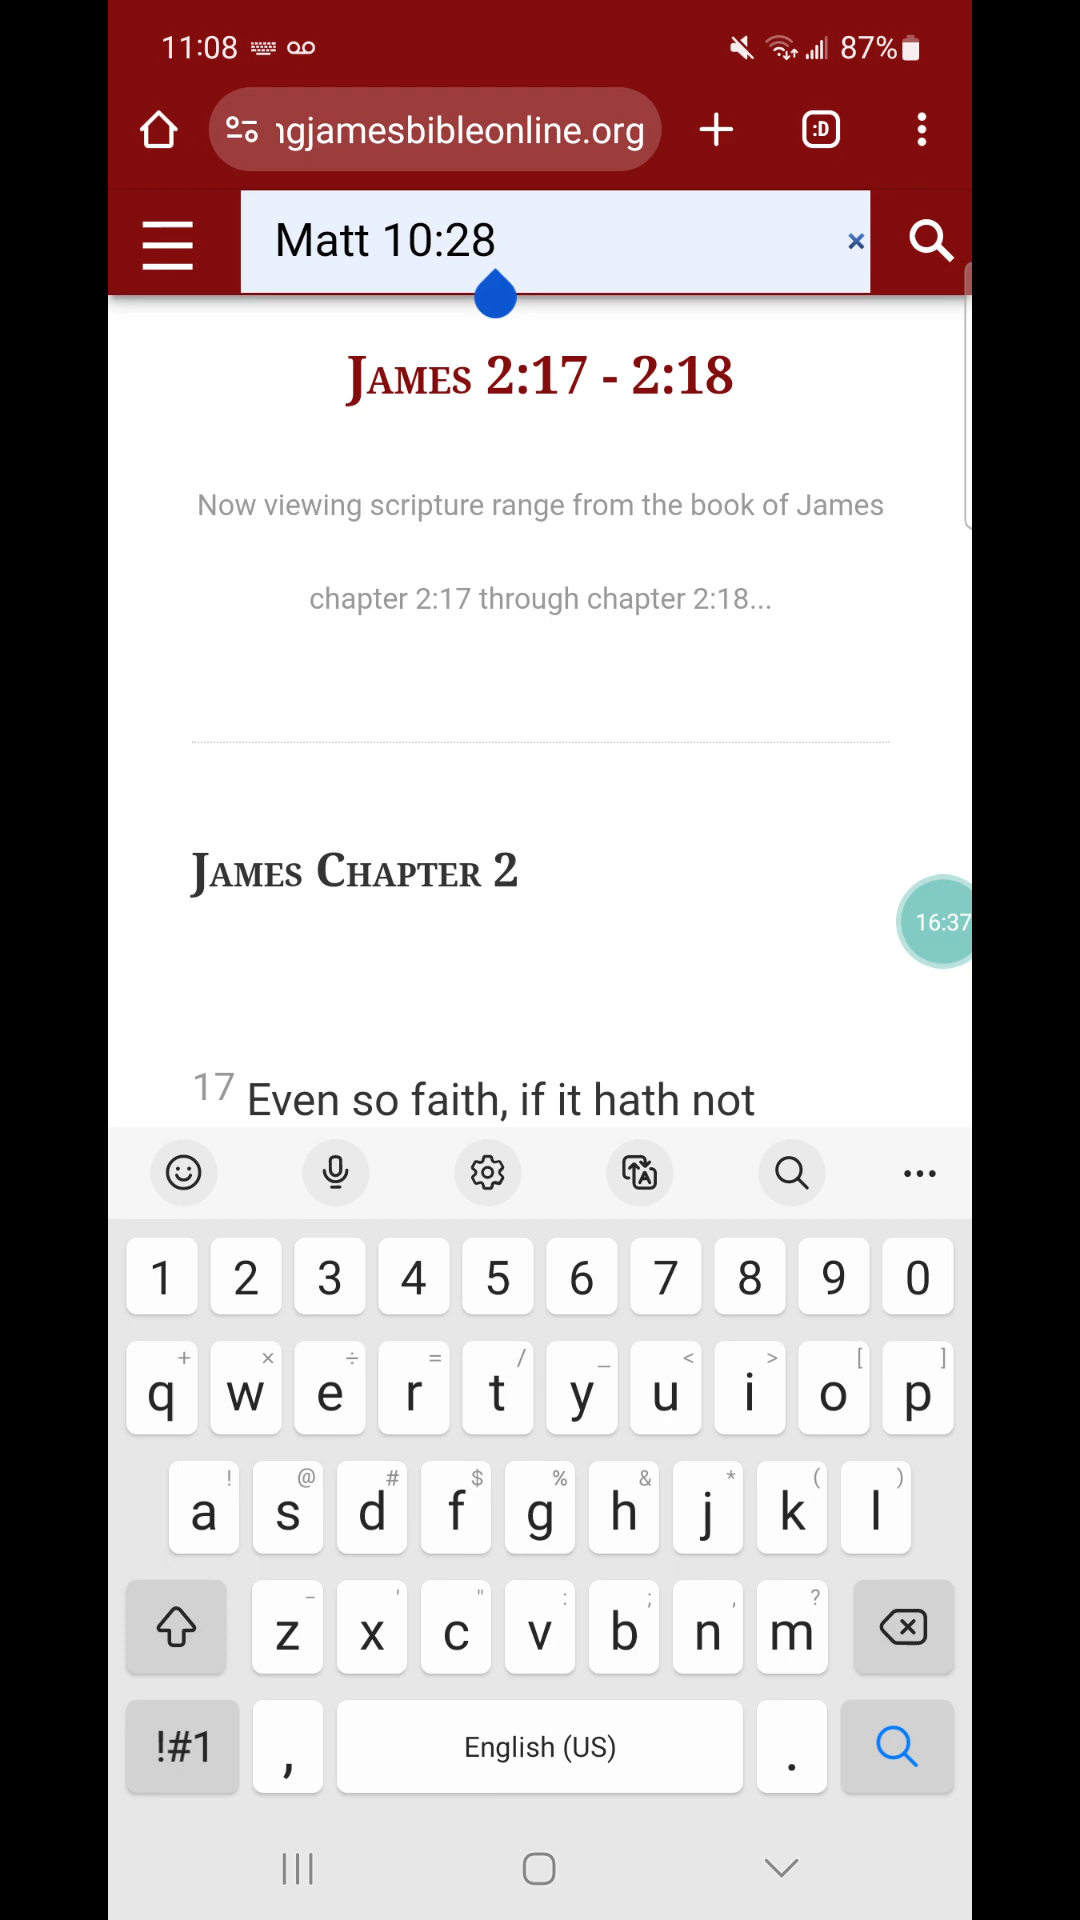 11:08 87%
ngjamesbibleonline.org :D
Matt 10:28 ×
James 2:17 - 2:18
Now viewing scripture range from the book of James
chapter 2:17 through chapter 2:18...
James Chapter 2
16:37
17 Even so faith, if it hath not
1 2 3 4 5 6 7 8 9 0
+ × ÷ = / _ < > [ ]
q w e r t y u i o p
! @ # $ % & * ( )
a s d f g h j k l
- ' " : ; , ?
z x c v b n m
!#1 , English (US) .